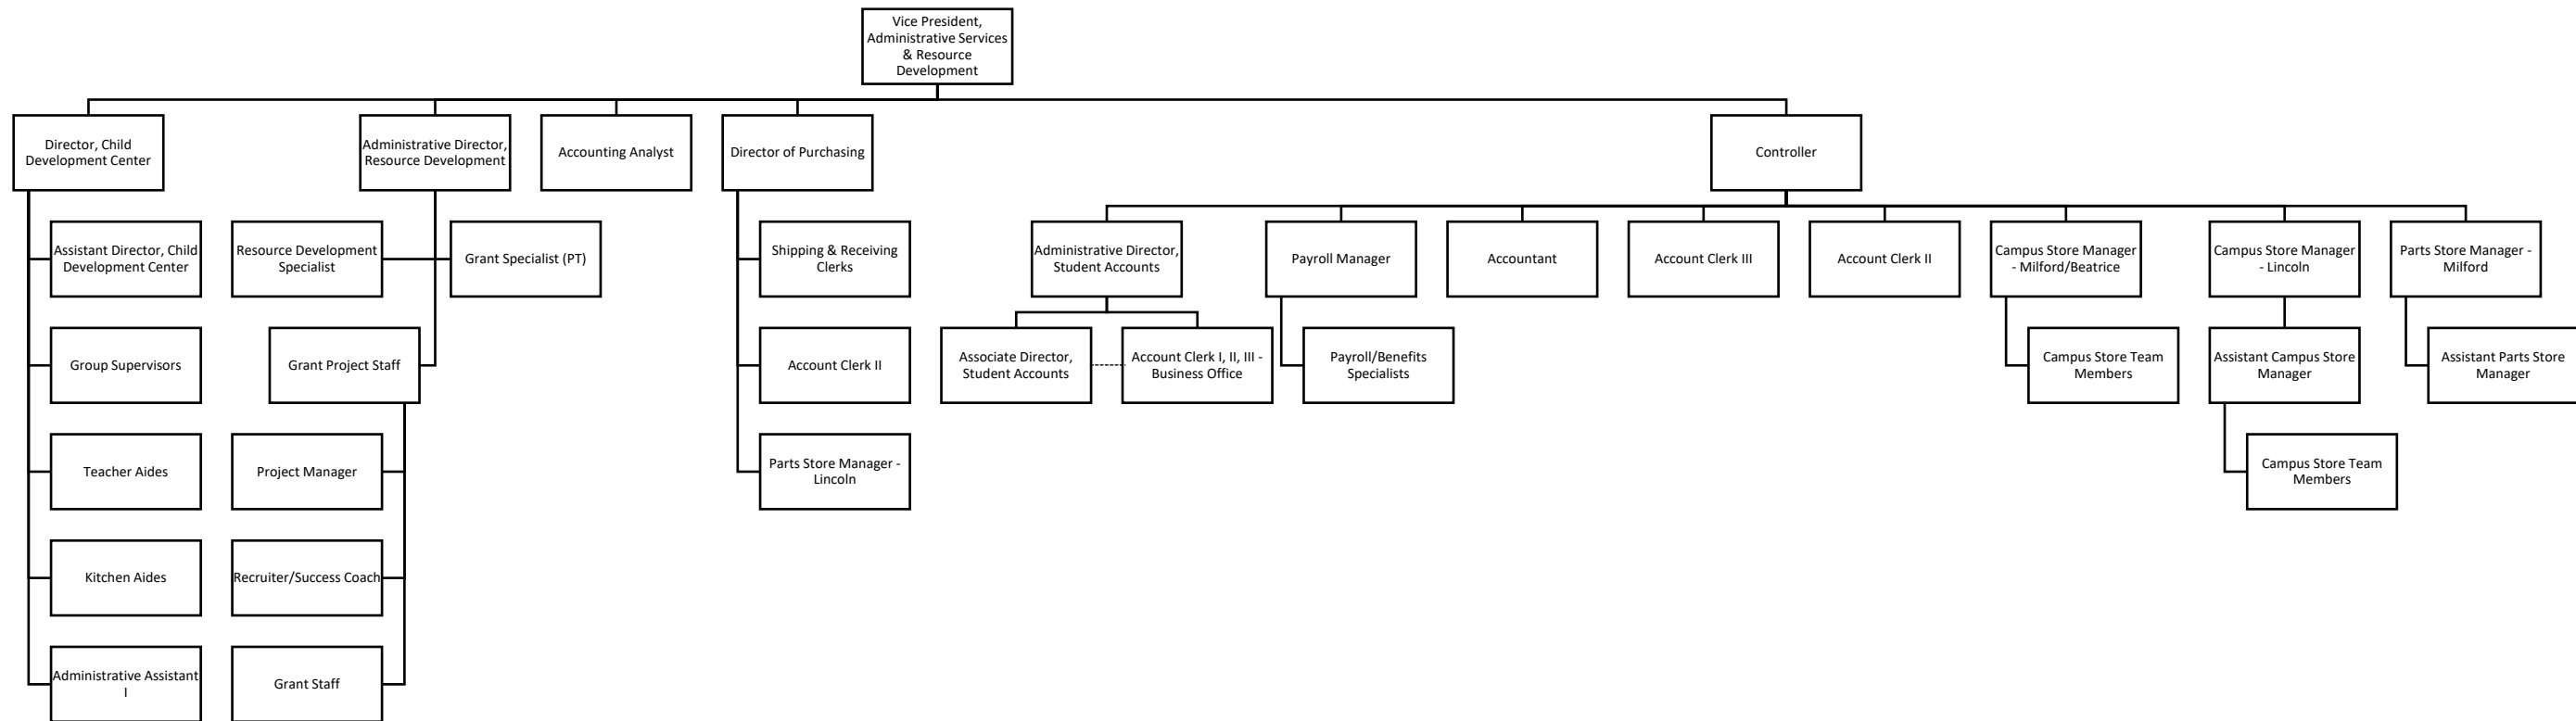 Vice President,
Administrative Services
& Resource
Development
Director, Child
Development Center
Administrative Director,
Resource Development
Accounting Analyst
Director of Purchasing
Controller
Assistant Director, Child
Development Center
Resource Development
Specialist
Grant Specialist (PT)
Shipping & Receiving
Clerks
Administrative Director,
Student Accounts
Payroll Manager
Accountant
Account Clerk III
Account Clerk II
Campus Store Manager
- Milford/Beatrice
Campus Store Manager
- Lincoln
Parts Store Manager -
Milford
Group Supervisors
Grant Project Staff
Account Clerk II
Associate Director,
Student Accounts
Account Clerk I, II, III -
Business Office
Payroll/Benefits
Specialists
Campus Store Team
Members
Assistant Campus Store
Manager
Assistant Parts Store
Manager
Teacher Aides
Project Manager
Parts Store Manager -
Lincoln
Campus Store Team
Members
Kitchen Aides
Recruiter/Success Coach
Administrative Assistant
I
Grant Staff